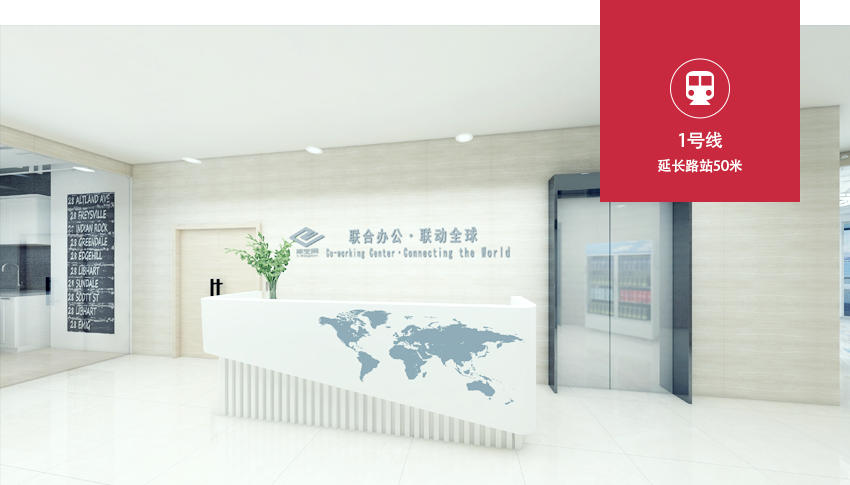 1号线
延长路站50米
联合办公·联动全球
Co-working Center·Connecting the World
28 ALTLAND AVE
28 FREYSVILLE
21 INDIAN ROCK
28 GREENDALE
28 EDGEHILL
28 LIBHART
28 SUNDALE
28 SCOTT ST
28 LIBHART
28 EMIG